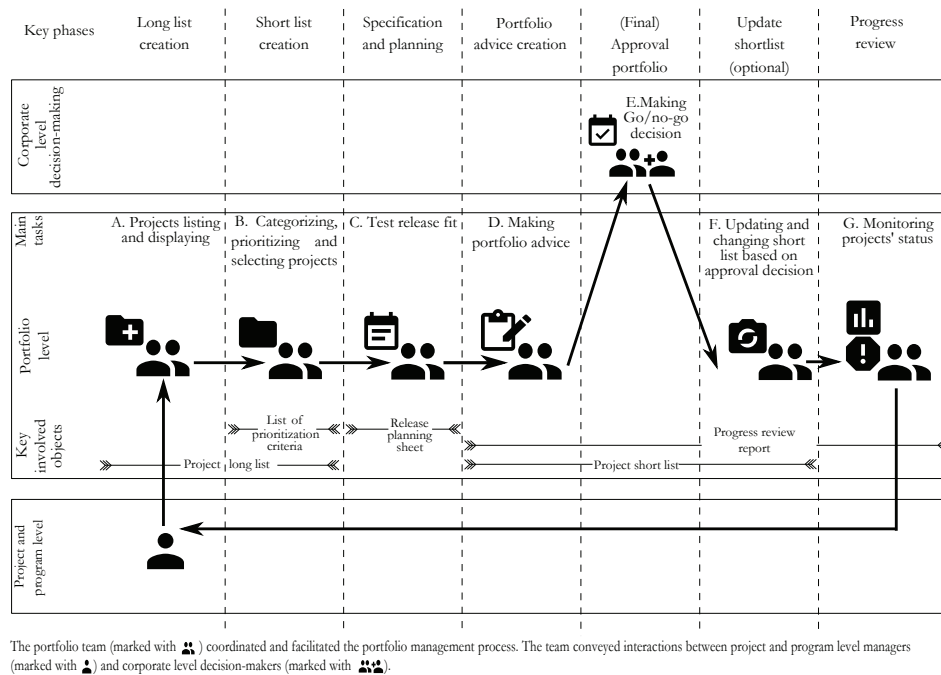 Key phases
Long list
creation
Short list
creation
Specification
and planning
Portfolio
advice creation
(Final)
Approval
portfolio
Update
shortlist
(optional)
Progress
review
Corporate
level
decision-making
E.Making
Go/no-go
decision
Main
tasks
A. Projects listing
and displaying
B. Categorizing,
prioritizing and
selecting projects
C. Test release fit
D. Making
portfolio advice
F. Updating and
changing short
list based on
approval decision
G. Monitoring
projects' status
Portfolio
level
Key
involved
objects
List of
prioritization
criteria
Release
planning
sheet
Progress review
report
Project long list
Project short list
Project and
program level
The portfolio team (marked with ) coordinated and facilitated the portfolio management process. The team conveyed interactions between project and program level managers
(marked with ) and corporate level decision-makers (marked with ).